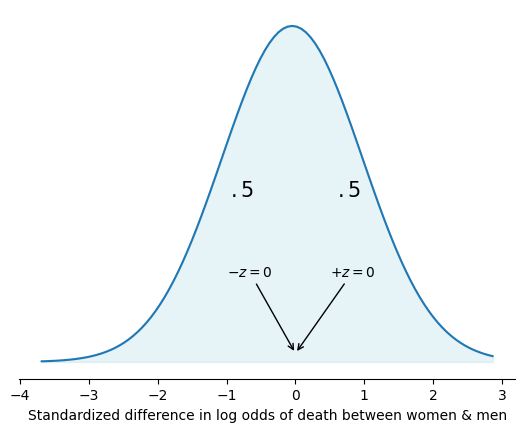 .5 .5
−z=0 +z=0
−4 −3 −2 −1 0 1 2 3
Standardized difference in log odds of death between women & men